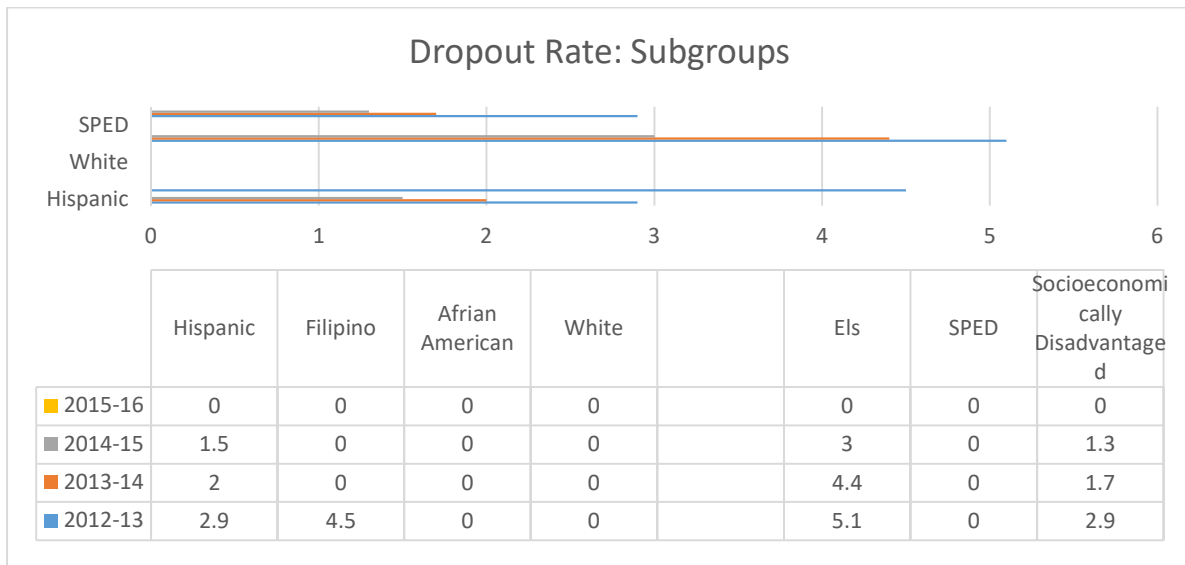 Dropout Rate: Subgroups
SPED
White
Hispanic
0 1 2 3 4 5 6
Hispanic Filipino Afrian American White Els SPED Socioeconomi
cally
Disadvantage
d
2015-16 0 0 0 0 0 0 0
2014-15 1.5 0 0 0 3 0 1.3
2013-14 2 0 0 0 4.4 0 1.7
2012-13 2.9 4.5 0 0 5.1 0 2.9